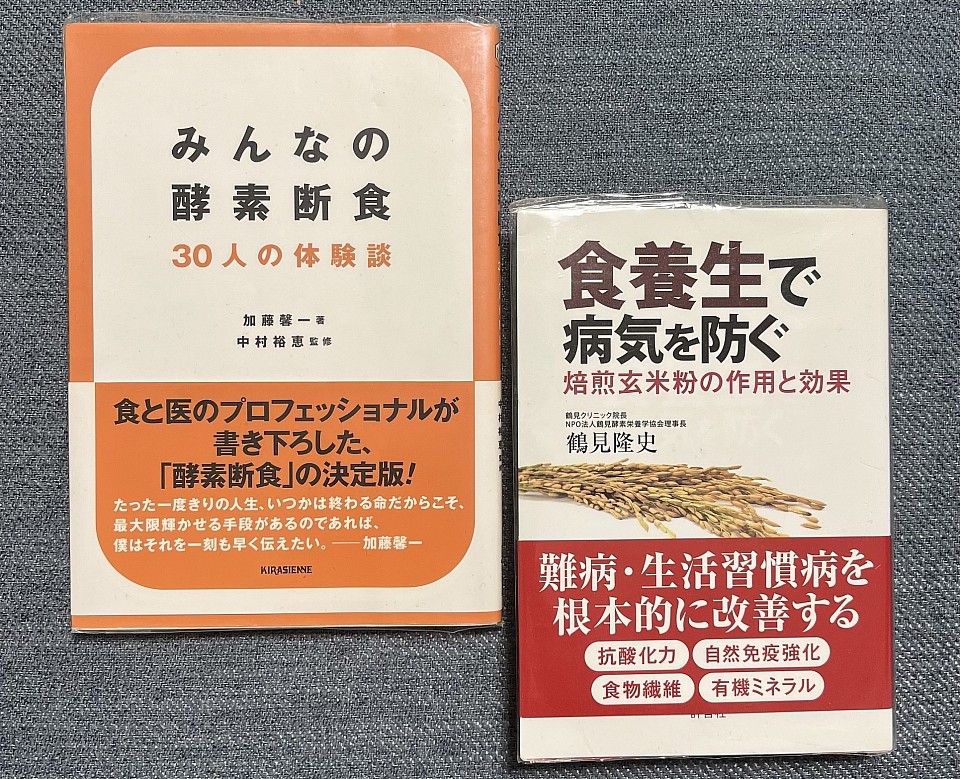 みんなの
酵素断食
30人の体験談
加藤馨一 著
中村裕恵 監修
食と医のプロフェッショナルが
書き下ろした、
「酵素断食」の決定版!
たった一度きりの人生、いつかは終わる命だからこそ、
最大限輝かせる手段があるのであれば、
僕はそれを一刻も早く伝えたい。──加藤馨一
KIRASIENNE
食養生で
病気を防ぐ
焙煎玄米粉の作用と効果
鶴見クリニック院長
NPO法人鶴見酵素栄養学協会理事長
鶴見隆史
難病・生活習慣病を
根本的に改善する
抗酸化力 自然免疫強化
食物繊維 有機ミネラル